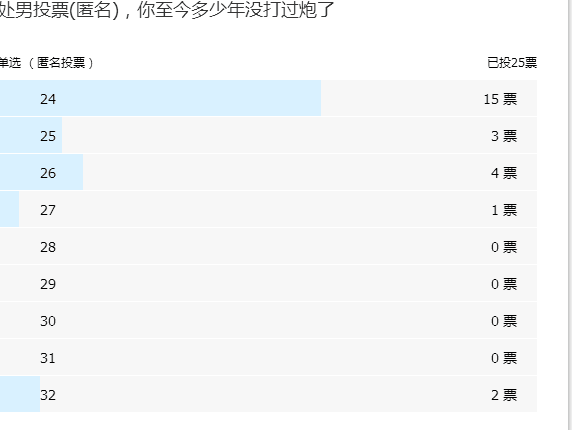 处男投票(匿名)，你至今多少年没打过炮了
单选 （ 匿名投票 ） 已投25票
24 15 票
25 3 票
26 4 票
27 1 票
28 0 票
29 0 票
30 0 票
31 0 票
32 2 票